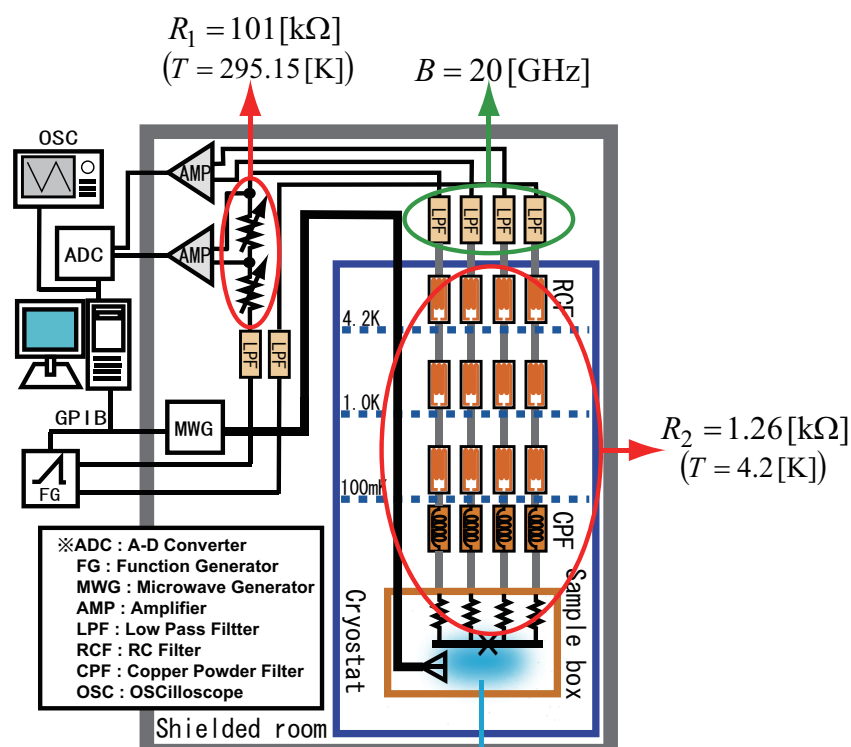 R₁ = 101 [kΩ]
(T = 295.15 [K])
B = 20 [GHz]
OSC
AMP
LPF
LPF
LPF
LPF
ADC
AMP
RCF
4.2K
LPF
LPF
1.0K
GPIB
MWG
R₂ = 1.26 [kΩ]
(T = 4.2 [K])
100mK
FG
CPF
※ADC : A-D Converter
FG : Function Generator
MWG : Microwave Generator
AMP : Amplifier
LPF : Low Pass Filtter
RCF : RC Filter
CPF : Copper Powder Filter
OSC : OSCilloscope
Cryostat
Sample box
Shielded room